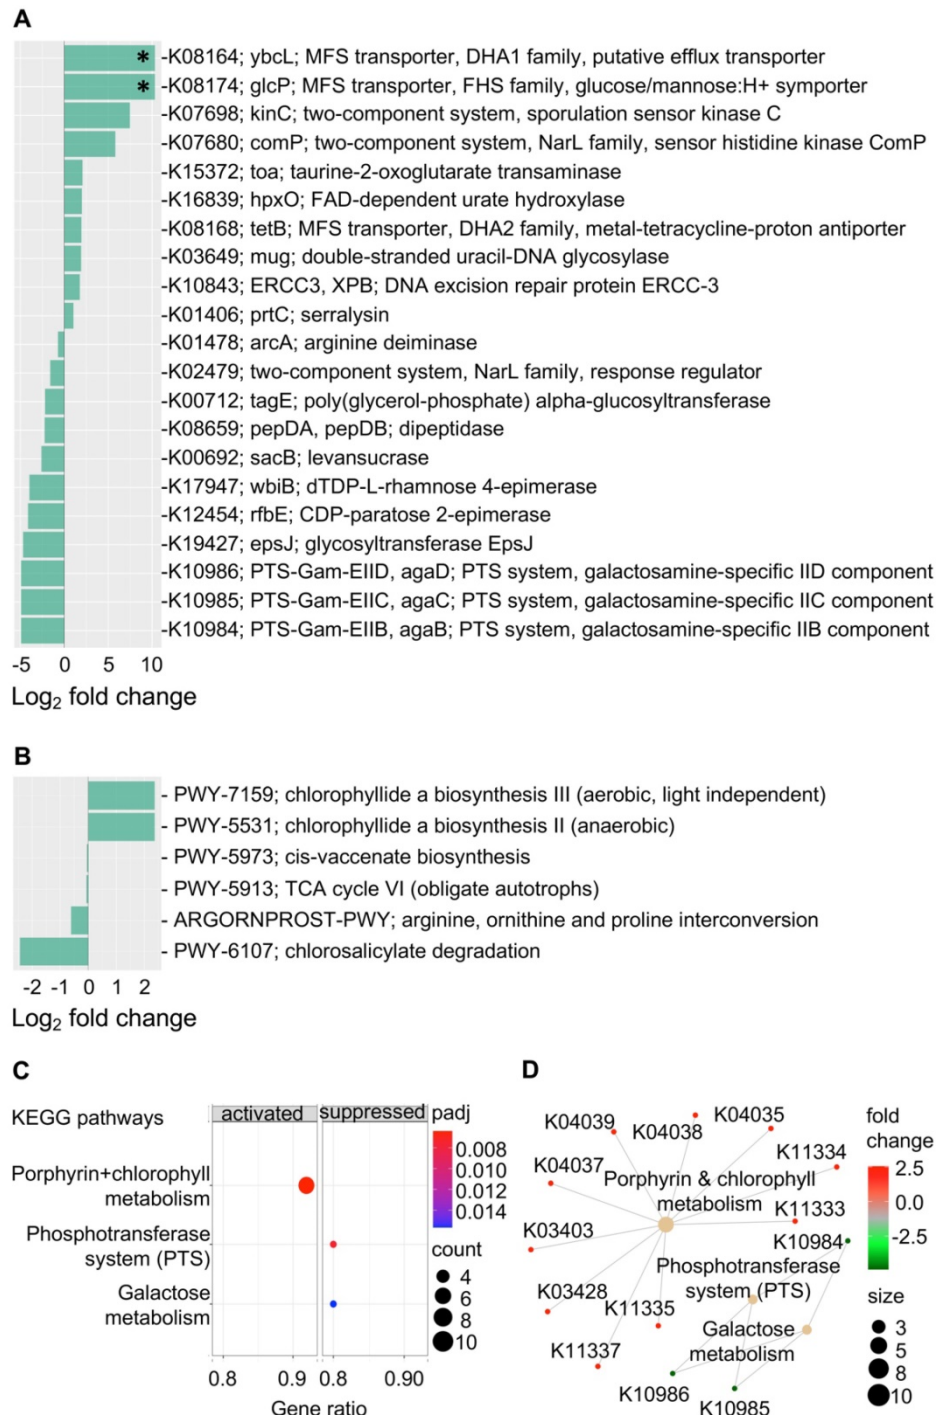 A
* -K08164; ybcL; MFS transporter, DHA1 family, putative efflux transporter
* -K08174; glcP; MFS transporter, FHS family, glucose/mannose:H+ symporter
-K07698; kinC; two-component system, sporulation sensor kinase C
-K07680; comP; two-component system, NarL family, sensor histidine kinase ComP
-K15372; toa; taurine-2-oxoglutarate transaminase
-K16839; hpxO; FAD-dependent urate hydroxylase
-K08168; tetB; MFS transporter, DHA2 family, metal-tetracycline-proton antiporter
-K03649; mug; double-stranded uracil-DNA glycosylase
-K10843; ERCC3, XPB; DNA excision repair protein ERCC-3
-K01406; prtC; serralysin
-K01478; arcA; arginine deiminase
-K02479; two-component system, NarL family, response regulator
-K00712; tagE; poly(glycerol-phosphate) alpha-glucosyltransferase
-K08659; pepDA, pepDB; dipeptidase
-K00692; sacB; levansucrase
-K17947; wbiB; dTDP-L-rhamnose 4-epimerase
-K12454; rfbE; CDP-paratose 2-epimerase
-K19427; epsJ; glycosyltransferase EpsJ
-K10986; PTS-Gam-EIID, agaD; PTS system, galactosamine-specific IID component
-K10985; PTS-Gam-EIIC, agaC; PTS system, galactosamine-specific IIC component
-K10984; PTS-Gam-EIIB, agaB; PTS system, galactosamine-specific IIB component
-5 0 5 10
Log2 fold change
B
- PWY-7159; chlorophyllide a biosynthesis III (aerobic, light independent)
- PWY-5531; chlorophyllide a biosynthesis II (anaerobic)
- PWY-5973; cis-vaccenate biosynthesis
- PWY-5913; TCA cycle VI (obligate autotrophs)
- ARGORNPROST-PWY; arginine, ornithine and proline interconversion
- PWY-6107; chlorosalicylate degradation
-2 -1 0 1 2
Log2 fold change
C
KEGG pathways
activated suppressed
Porphyrin+chlorophyll
metabolism
Phosphotransferase
system (PTS)
Galactose
metabolism
0.8 0.9 0.8 0.90
Gene ratio
padj
0.008
0.010
0.012
0.014
count
4
6
8
10
D
K04039
K04038
K04035
K11334
K04037
Porphyrin & chlorophyll
metabolism
K11333
K03403
K10984
Phosphotransferase
system (PTS)
K03428
K11335
Galactose
metabolism
K11337
K10986
K10985
fold
change
2.5
0.0
-2.5
size
3
5
8
10